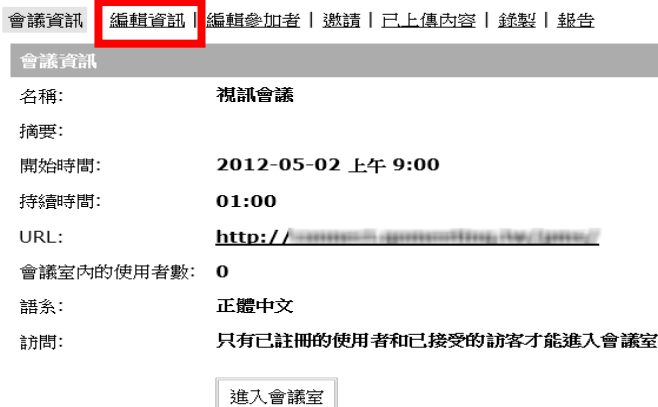 會議資訊 | 編輯資訊 | 編輯參加者 | 邀請 | 已上傳內容 | 錄製 | 報告
會議資訊
名稱: 視訊會議
摘要:
開始時間: 2012-05-02 上午 9:00
持續時間: 01:00
URL: http://
會議室內的使用者數: 0
語系: 正體中文
訪問: 只有已註冊的使用者和已接受的訪客才能進入會議室
進入會議室